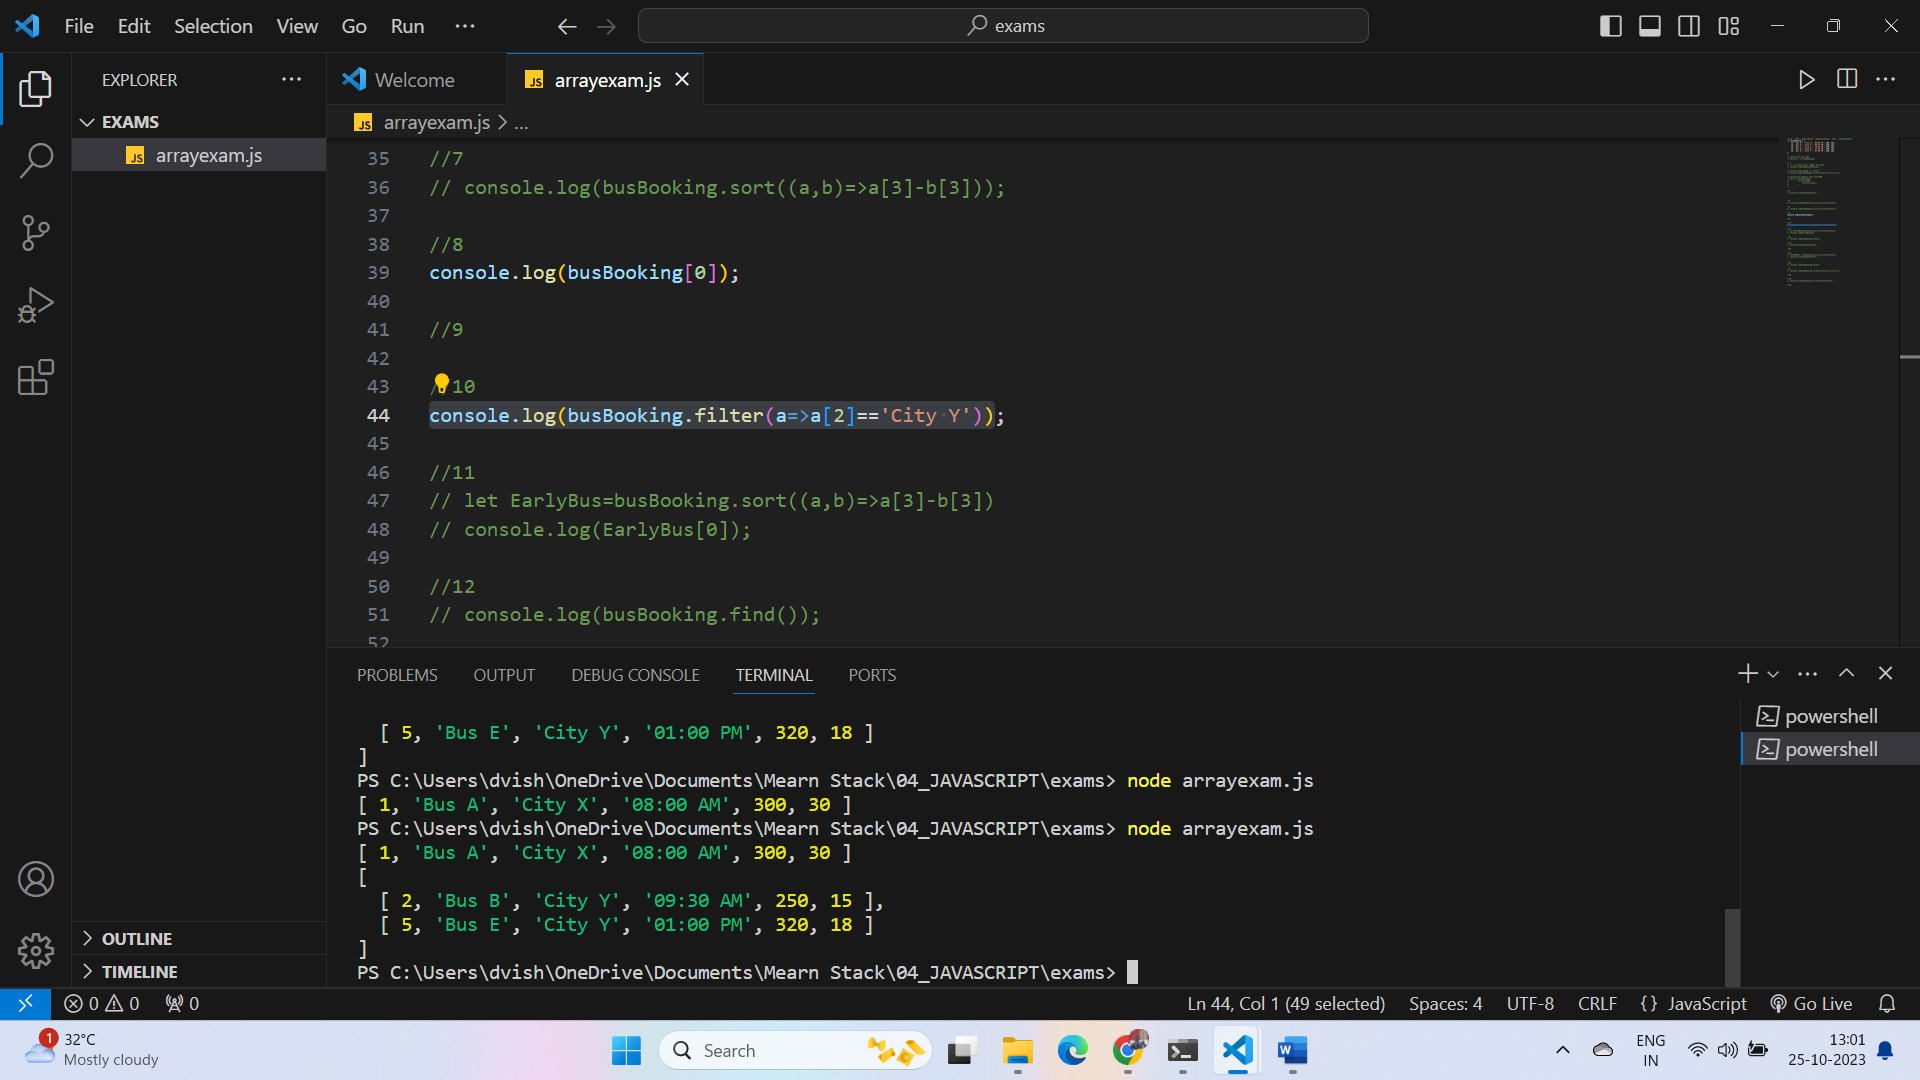 File Edit Selection View Go Run ···
exams
EXPLORER ···
Welcome
JS arrayexam.js
EXAMS
JS arrayexam.js
JS arrayexam.js > ...
35 //7
36 // console.log(busBooking.sort((a,b)=>a[3]-b[3]));
37
38 //8
39 console.log(busBooking[0]);
40
41 //9
42
43 //10
44 console.log(busBooking.filter(a=>a[2]=='City Y'));
45
46 //11
47 // let EarlyBus=busBooking.sort((a,b)=>a[3]-b[3])
48 // console.log(EarlyBus[0]);
49
50 //12
51 // console.log(busBooking.find());
52
PROBLEMS OUTPUT DEBUG CONSOLE TERMINAL PORTS
powershell
powershell
[ 5, 'Bus E', 'City Y', '01:00 PM', 320, 18 ]
]
PS C:\Users\dvish\OneDrive\Documents\Mearn Stack\04_JAVASCRIPT\exams> node arrayexam.js
[ 1, 'Bus A', 'City X', '08:00 AM', 300, 30 ]
PS C:\Users\dvish\OneDrive\Documents\Mearn Stack\04_JAVASCRIPT\exams> node arrayexam.js
[ 1, 'Bus A', 'City X', '08:00 AM', 300, 30 ]
[
[ 2, 'Bus B', 'City Y', '09:30 AM', 250, 15 ],
[ 5, 'Bus E', 'City Y', '01:00 PM', 320, 18 ]
]
PS C:\Users\dvish\OneDrive\Documents\Mearn Stack\04_JAVASCRIPT\exams>
OUTLINE
TIMELINE
0 0 0
Ln 44, Col 1 (49 selected) Spaces: 4 UTF-8 CRLF {} JavaScript Go Live
1
32°C
Mostly cloudy
Search
ENG
IN
13:01
25-10-2023